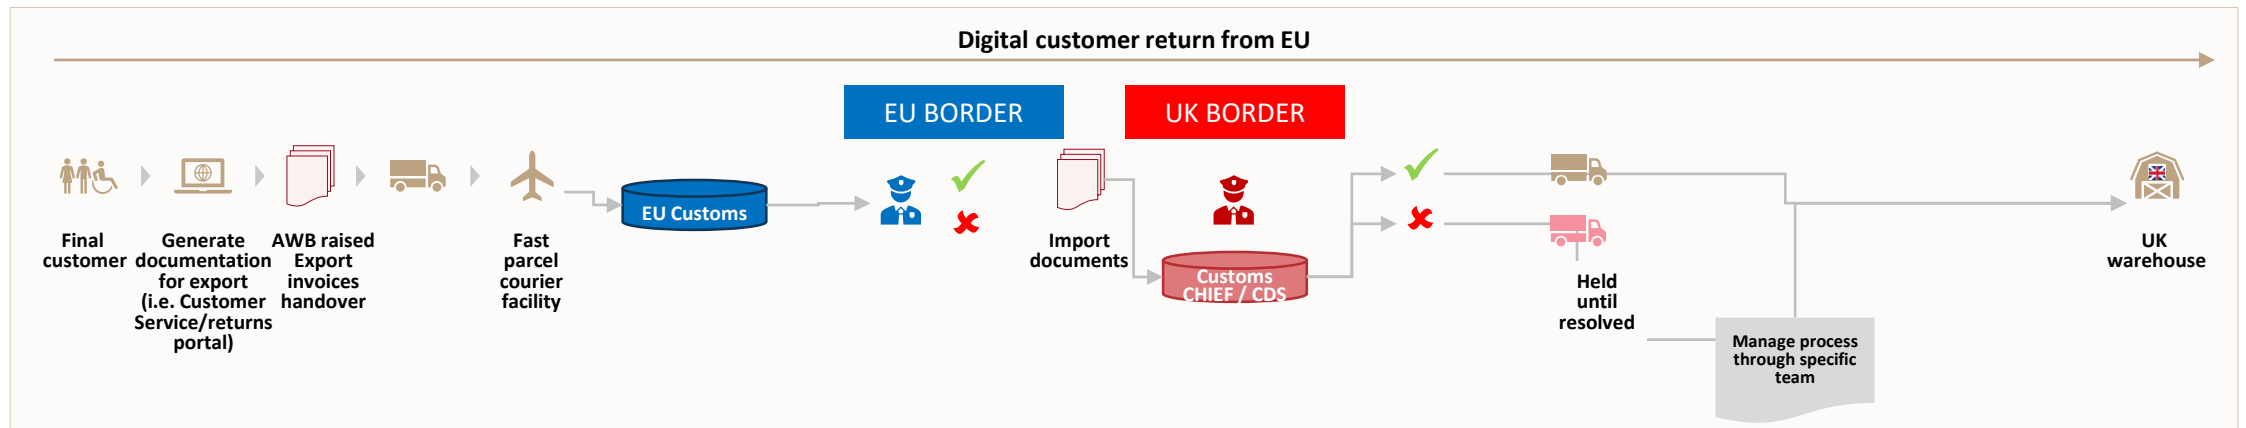 Digital customer return from EU
EU BORDER
UK BORDER
EU Customs
Final
customer
Generate
documentation
for export
(i.e. Customer
Service/returns
portal)
AWB raised
Export
invoices
handover
Fast
parcel
courier
facility
Import
documents
Customs
CHIEF / CDS
Held
until
resolved
Manage process
through specific
team
UK
warehouse